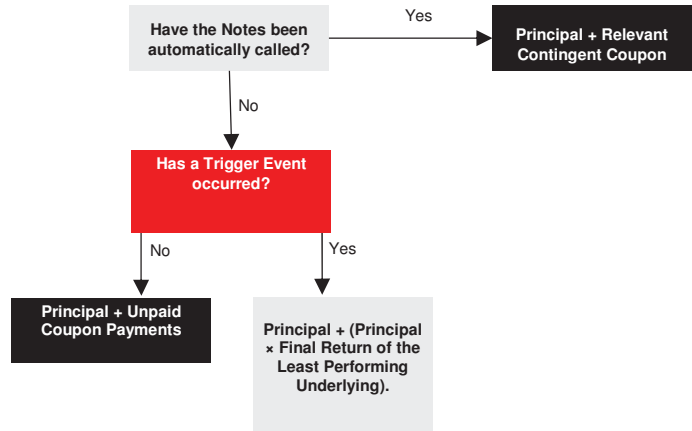 Have the Notes been
automatically called?
Yes
Principal + Relevant
Contingent Coupon
No
Has a Trigger Event
occurred?
No
Yes
Principal + Unpaid
Coupon Payments
Principal + (Principal
× Final Return of the
Least Performing
Underlying).